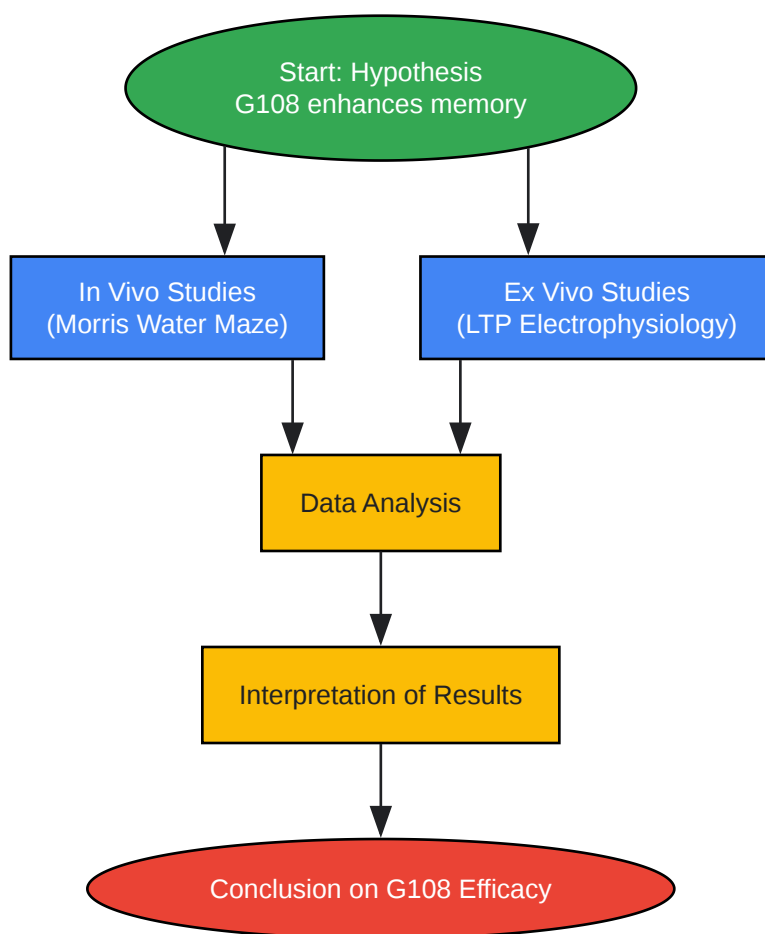 Start: Hypothesis
G108 enhances memory
In Vivo Studies
(Morris Water Maze)
Ex Vivo Studies
(LTP Electrophysiology)
Data Analysis
Interpretation of Results
Conclusion on G108 Efficacy